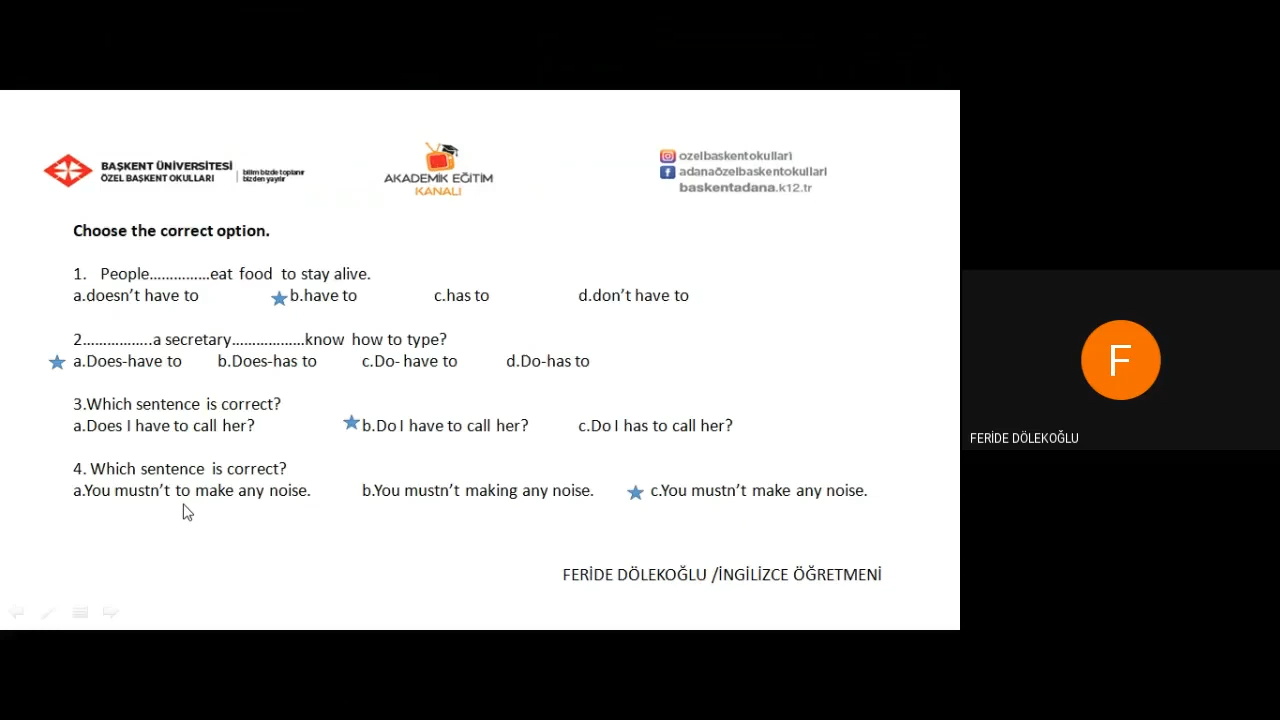 BAŞKENT ÜNİVERSİTESİ
ÖZEL BAŞKENT OKULLARI
bilim bizde toplanır
bizden yayılır
AKADEMİK EĞİTİM
KANALI
ozelbaskentokullari
adanaözelbaskentokullari
baskentadana.k12.tr
Choose the correct option.
1. People……………eat food to stay alive.
a.doesn’t have to b.have to c.has to d.don’t have to
2……………..a secretary………………know how to type?
a.Does-have to b.Does-has to c.Do- have to d.Do-has to
3.Which sentence is correct?
a.Does I have to call her? b.Do I have to call her? c.Do I has to call her?
4. Which sentence is correct?
a.You mustn’t to make any noise. b.You mustn’t making any noise. c.You mustn’t make any noise.
FERİDE DÖLEKOĞLU /İNGİLİZCE ÖĞRETMENİ
F
FERİDE DÖLEKOĞLU